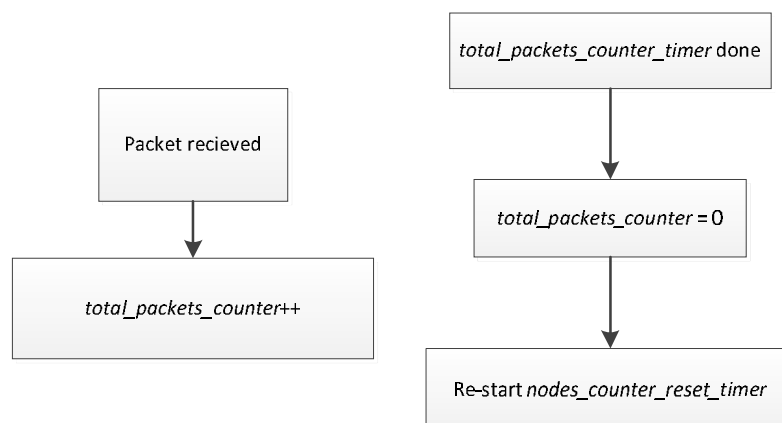 Packet recieved
total_packets_counter++
total_packets_counter_timer done
total_packets_counter = 0
Re-start nodes_counter_reset_timer